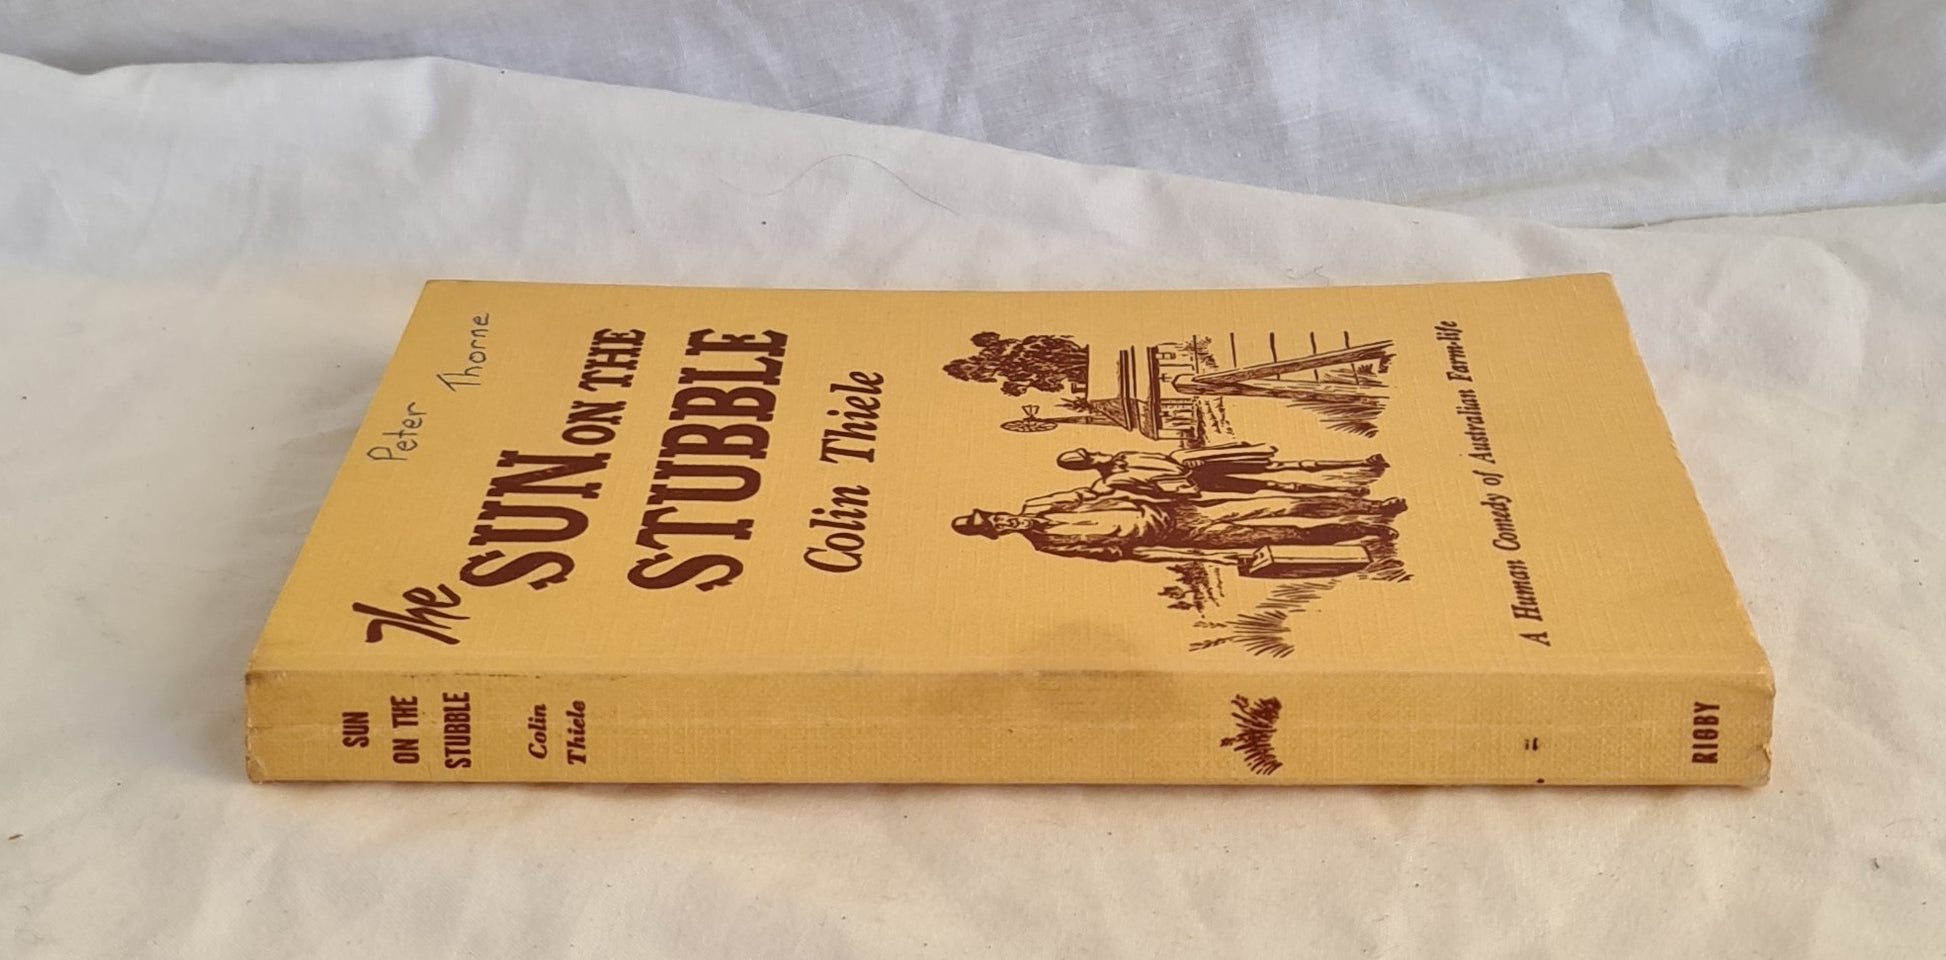 Peter Thorne
The
SUN ON THE
STUBBLE
Colin Thiele
A Human Comedy of Australian Farm-life
SUN
ON THE
STUBBLE
Colin
Thiele
RIGBY